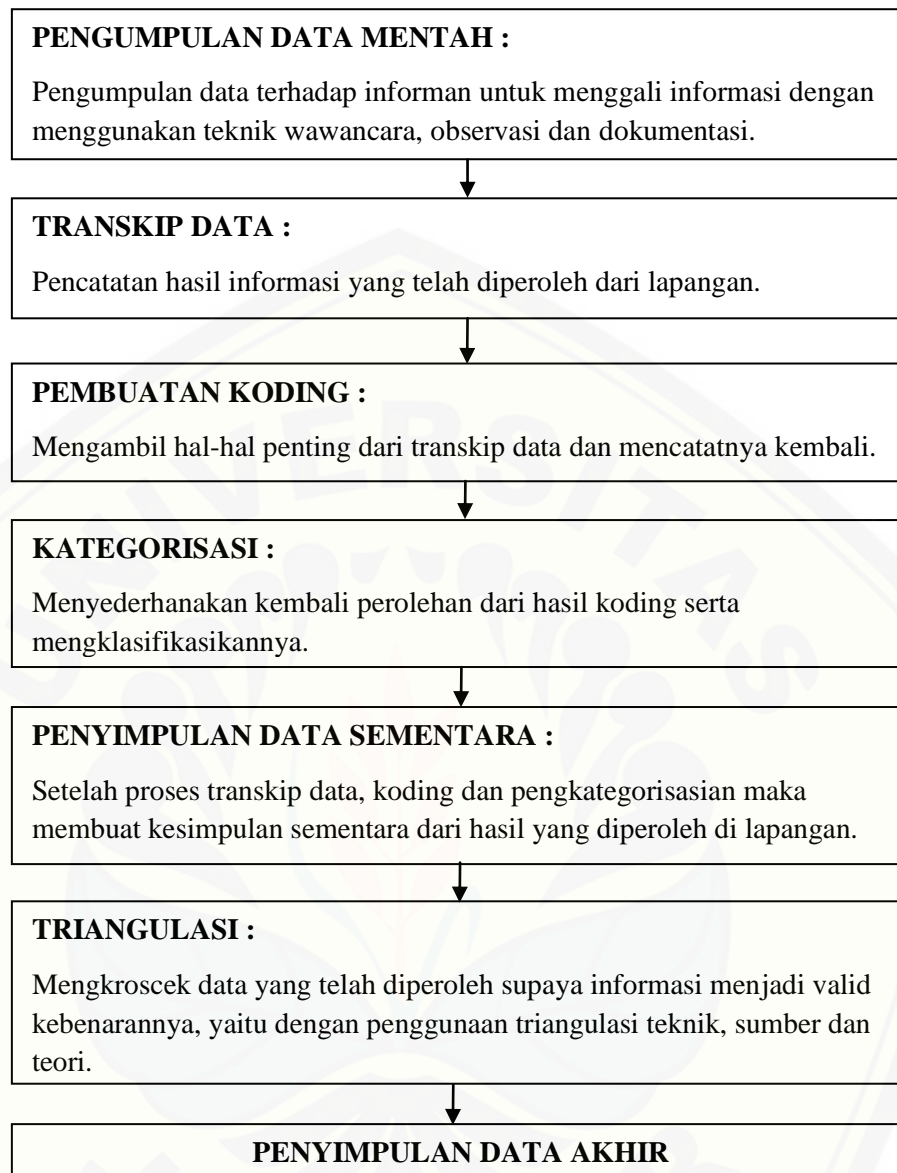 PENGUMPULAN DATA MENTAH :
Pengumpulan data terhadap informan untuk menggali informasi dengan
menggunakan teknik wawancara, observasi dan dokumentasi.
TRANSKIP DATA :
Pencatatan hasil informasi yang telah diperoleh dari lapangan.
PEMBUATAN KODING :
Mengambil hal-hal penting dari transkip data dan mencatatnya kembali.
KATEGORISASI :
Menyederhanakan kembali perolehan dari hasil koding serta
mengklasifikasikannya.
PENYIMPULAN DATA SEMENTARA :
Setelah proses transkip data, koding dan pengkategorisasian maka
membuat kesimpulan sementara dari hasil yang diperoleh di lapangan.
TRIANGULASI :
Mengkroscek data yang telah diperoleh supaya informasi menjadi valid
kebenarannya, yaitu dengan penggunaan triangulasi teknik, sumber dan
teori.
PENYIMPULAN DATA AKHIR
UNIVERSITAS